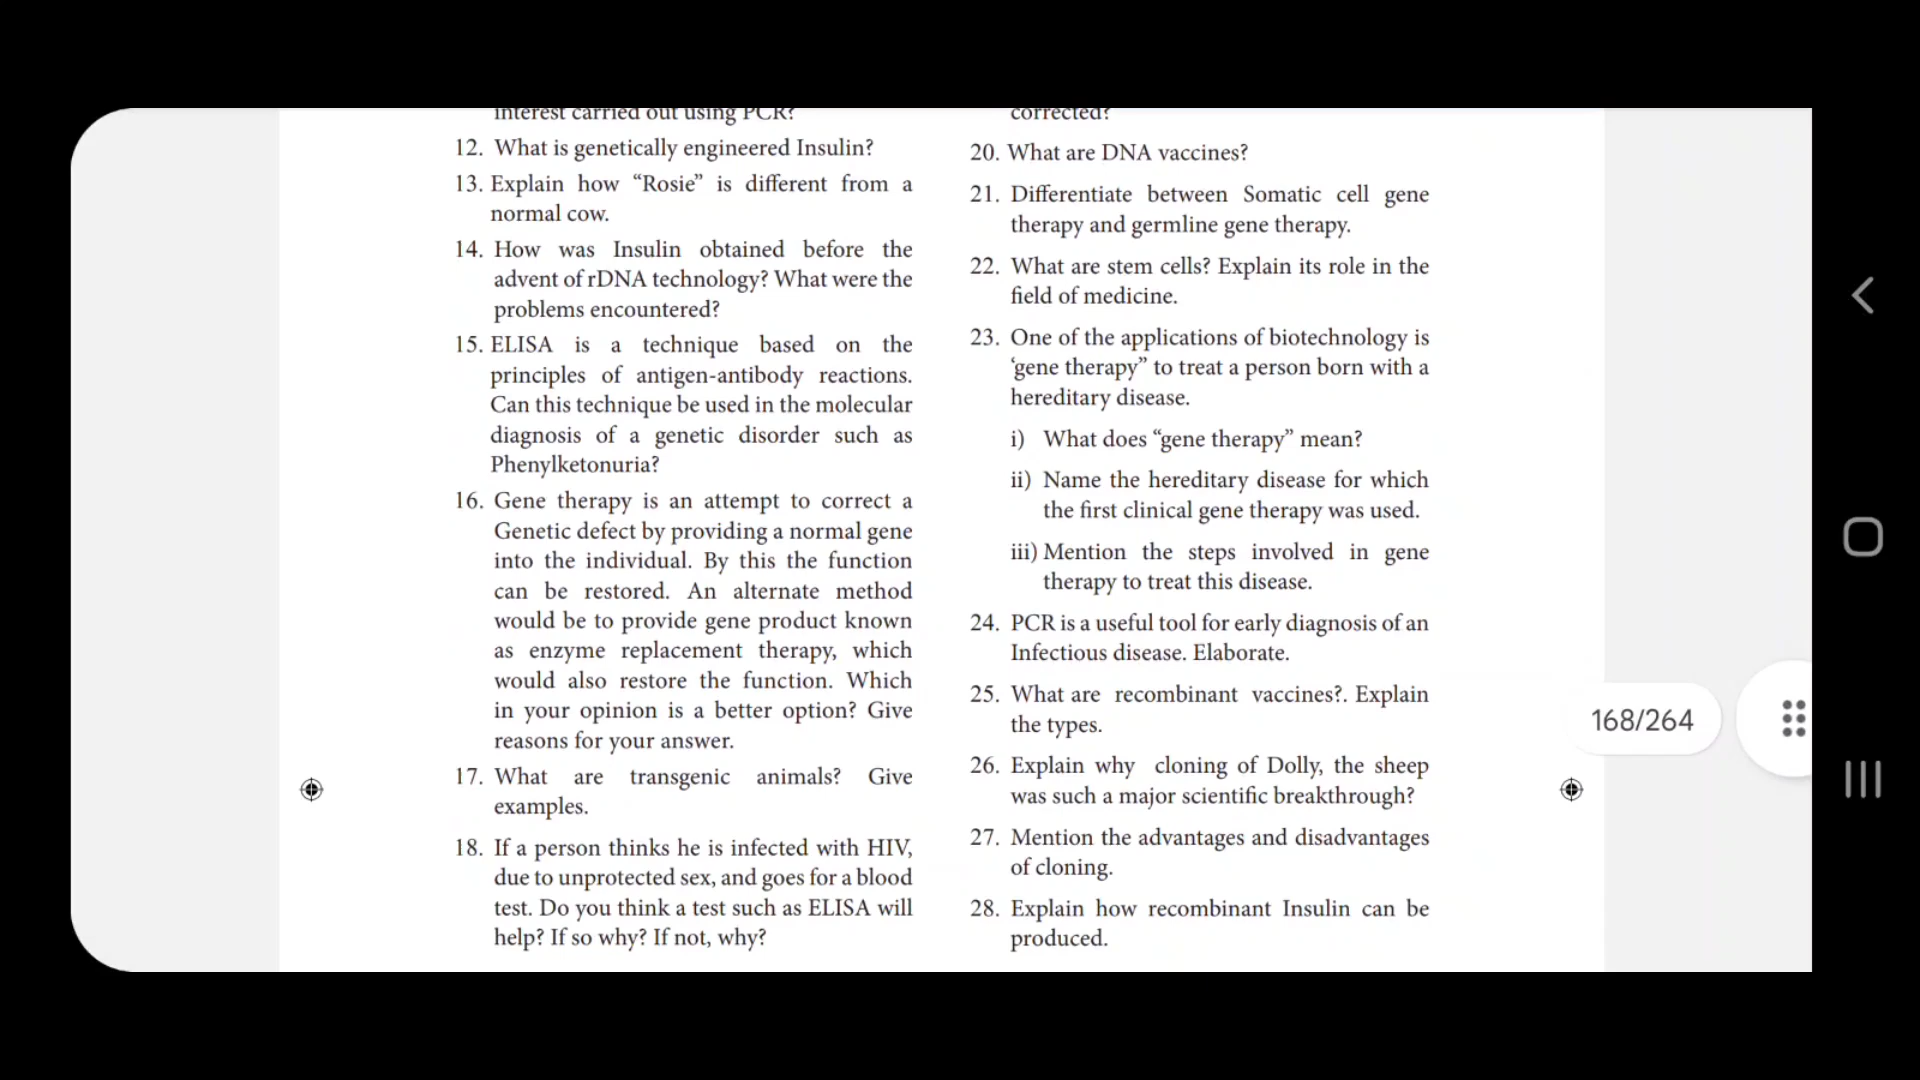 interest carried out using PCR?
12. What is genetically engineered Insulin?
13. Explain how “Rosie” is different from a
normal cow.
14. How was Insulin obtained before the
advent of rDNA technology? What were the
problems encountered?
15. ELISA is a technique based on the
principles of antigen-antibody reactions.
Can this technique be used in the molecular
diagnosis of a genetic disorder such as
Phenylketonuria?
16. Gene therapy is an attempt to correct a
Genetic defect by providing a normal gene
into the individual. By this the function
can be restored. An alternate method
would be to provide gene product known
as enzyme replacement therapy, which
would also restore the function. Which
in your opinion is a better option? Give
reasons for your answer.
17. What are transgenic animals? Give
examples.
18. If a person thinks he is infected with HIV,
due to unprotected sex, and goes for a blood
test. Do you think a test such as ELISA will
help? If so why? If not, why?
corrected?
20. What are DNA vaccines?
21. Differentiate between Somatic cell gene
therapy and germline gene therapy.
22. What are stem cells? Explain its role in the
field of medicine.
23. One of the applications of biotechnology is
‘gene therapy” to treat a person born with a
hereditary disease.
i) What does “gene therapy” mean?
ii) Name the hereditary disease for which
the first clinical gene therapy was used.
iii) Mention the steps involved in gene
therapy to treat this disease.
24. PCR is a useful tool for early diagnosis of an
Infectious disease. Elaborate.
25. What are recombinant vaccines?. Explain
the types.
26. Explain why cloning of Dolly, the sheep
was such a major scientific breakthrough?
27. Mention the advantages and disadvantages
of cloning.
28. Explain how recombinant Insulin can be
produced.
168/264